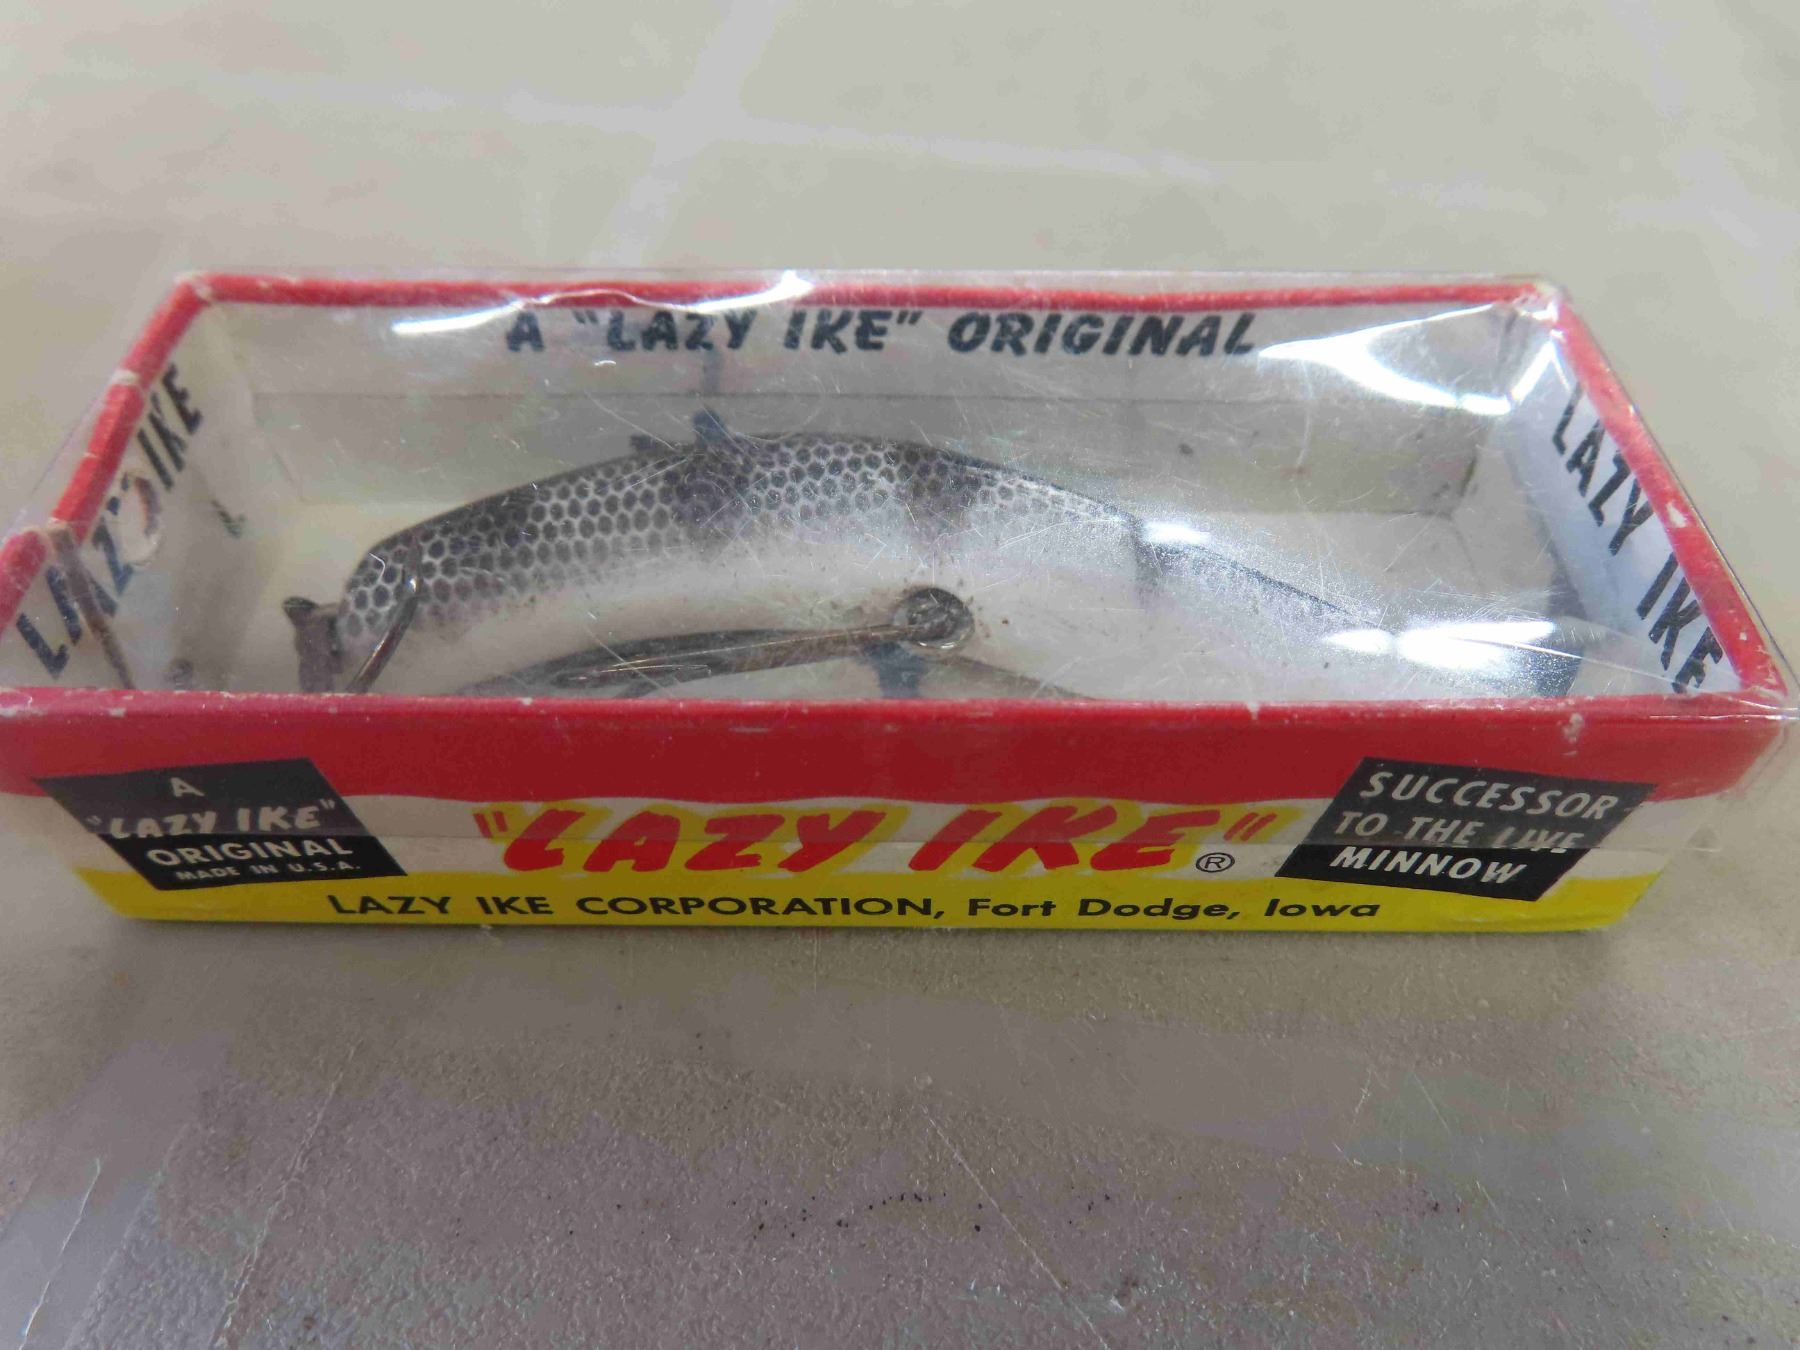 A "LAZY IKE" ORIGINAL
LAZY IKE
LAZY IKE
A
"LAZY IKE"
ORIGINAL
MADE IN U.S.A.
"LAZY IKE"®
SUCCESSOR
TO THE LIVE
MINNOW
LAZY IKE CORPORATION, Fort Dodge, Iowa